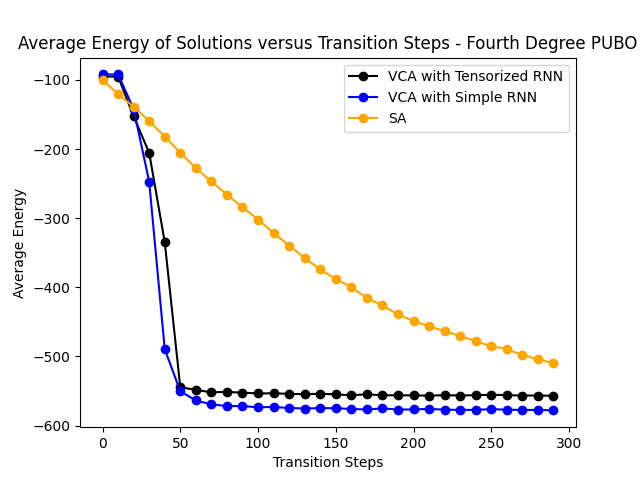 Average Energy of Solutions versus Transition Steps - Fourth Degree PUBO
VCA with Tensorized RNN
VCA with Simple RNN
SA
Average Energy
−100
−200
−300
−400
−500
−600
0 50 100 150 200 250 300
Transition Steps